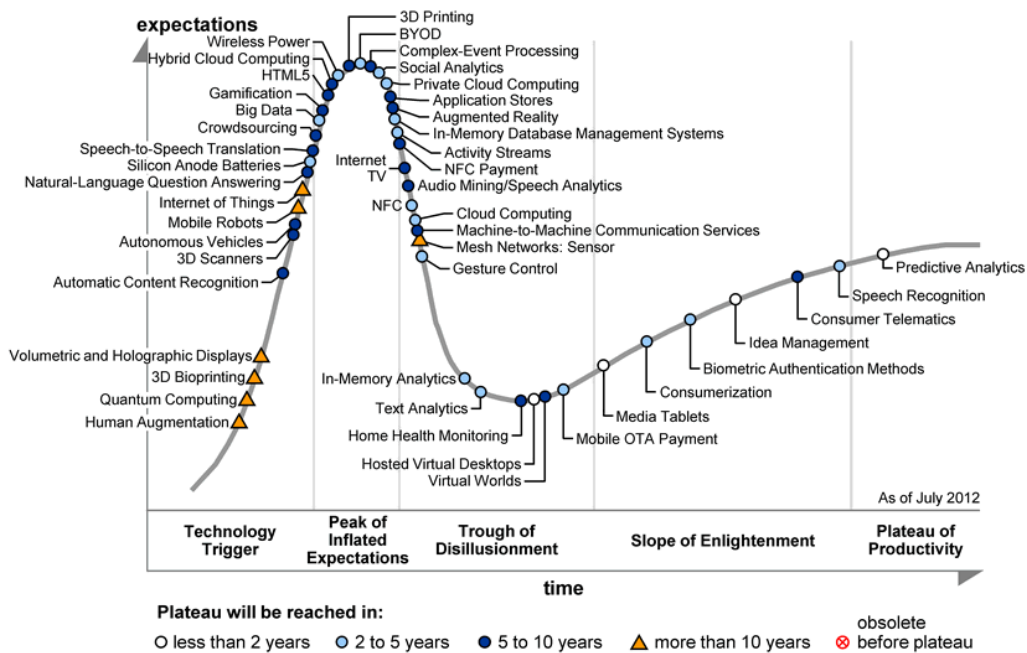 expectations
3D Printing
BYOD
Wireless Power
Complex-Event Processing
Hybrid Cloud Computing
Social Analytics
HTML5
Private Cloud Computing
Gamification
Application Stores
Big Data
Augmented Reality
Crowdsourcing
In-Memory Database Management Systems
Speech-to-Speech Translation
Activity Streams
Silicon Anode Batteries
Internet
TV
NFC Payment
Natural-Language Question Answering
Audio Mining/Speech Analytics
Internet of Things
NFC
Mobile Robots
Cloud Computing
Machine-to-Machine Communication Services
Autonomous Vehicles
Mesh Networks: Sensor
3D Scanners
Gesture Control
Automatic Content Recognition
Predictive Analytics
Speech Recognition
Consumer Telematics
Idea Management
Volumetric and Holographic Displays
Biometric Authentication Methods
3D Bioprinting
In-Memory Analytics
Consumerization
Quantum Computing
Text Analytics
Media Tablets
Human Augmentation
Home Health Monitoring
Mobile OTA Payment
Hosted Virtual Desktops
Virtual Worlds
As of July 2012
Technology
Trigger
Peak of
Inflated
Expectations
Trough of
Disillusionment
Slope of Enlightenment
Plateau of
Productivity
time
Plateau will be reached in:
less than 2 years
2 to 5 years
5 to 10 years
more than 10 years
obsolete
before plateau